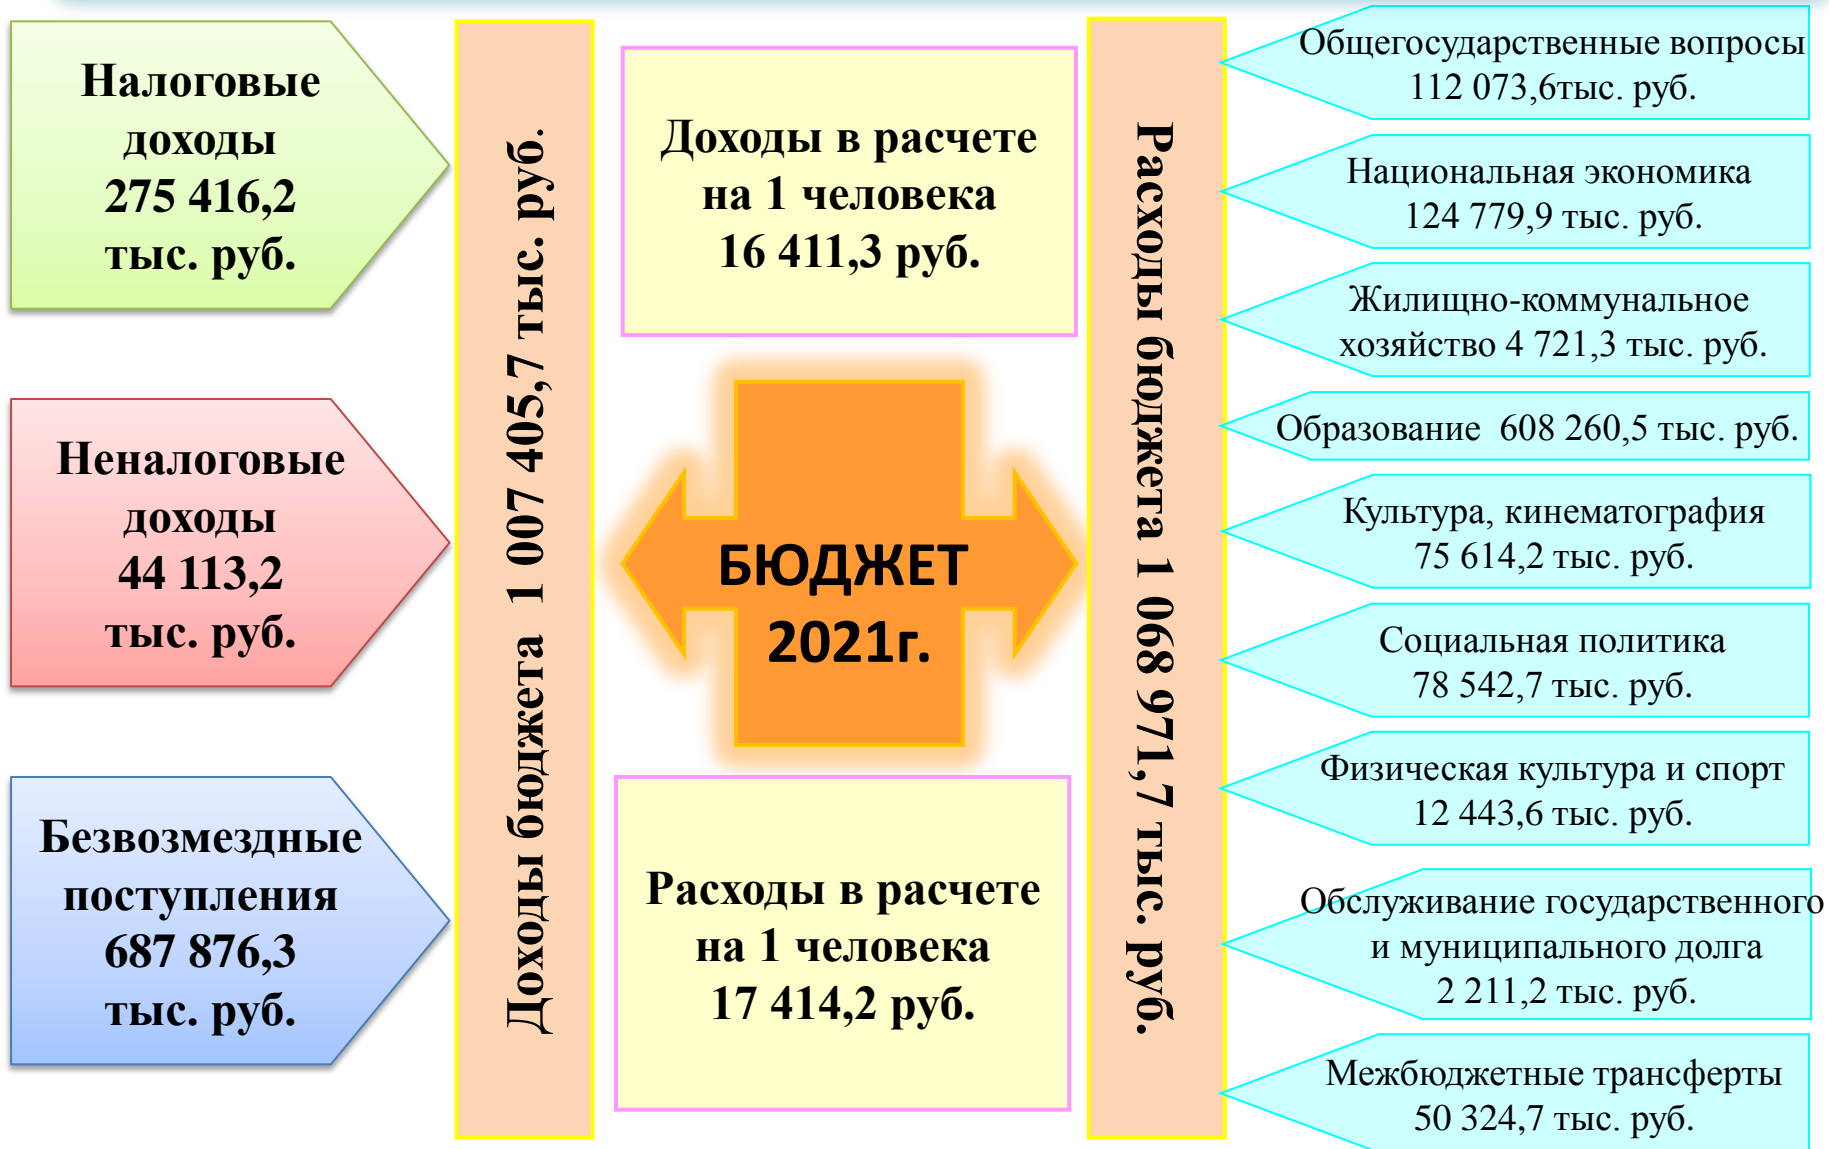 Налоговые
доходы
275 416,2
тыс. руб.
Неналоговые
доходы
44 113,2
тыс. руб.
Безвозмездные
поступления
687 876,3
тыс. руб.
Доходы бюджета 1 007 405,7 тыс. руб.
Доходы в расчете
на 1 человека
16 411,3 руб.
БЮДЖЕТ
2021г.
Расходы в расчете
на 1 человека
17 414,2 руб.
Расходы бюджета 1 068 971,7 тыс. руб.
Общегосударственные вопросы
112 073,6тыс. руб.
Национальная экономика
124 779,9 тыс. руб.
Жилищно-коммунальное
хозяйство 4 721,3 тыс. руб.
Образование 608 260,5 тыс. руб.
Культура, кинематография
75 614,2 тыс. руб.
Социальная политика
78 542,7 тыс. руб.
Физическая культура и спорт
12 443,6 тыс. руб.
Обслуживание государственного
и муниципального долга
2 211,2 тыс. руб.
Межбюджетные трансферты
50 324,7 тыс. руб.